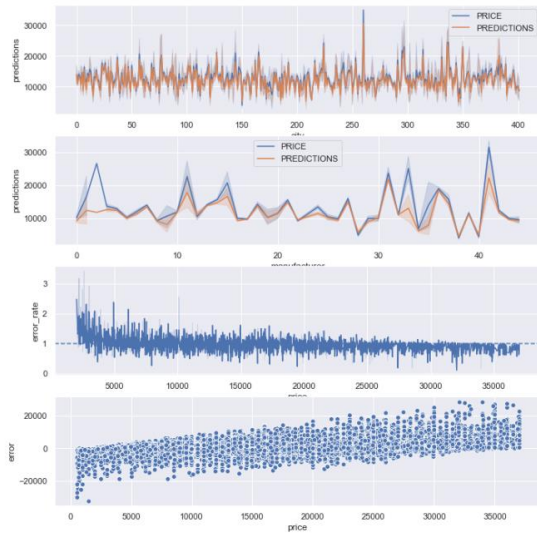 PRICE
PREDICTIONS
predictions
30000
20000
10000
0 50 100 150 200 250 300 350 400
city
PRICE
PREDICTIONS
predictions
30000
20000
10000
0 10 20 30 40
manufacturer
error_rate
3
2
1
0
5000 10000 15000 20000 25000 30000 35000
price
error
20000
0
−20000
0 5000 10000 15000 20000 25000 30000 35000
price